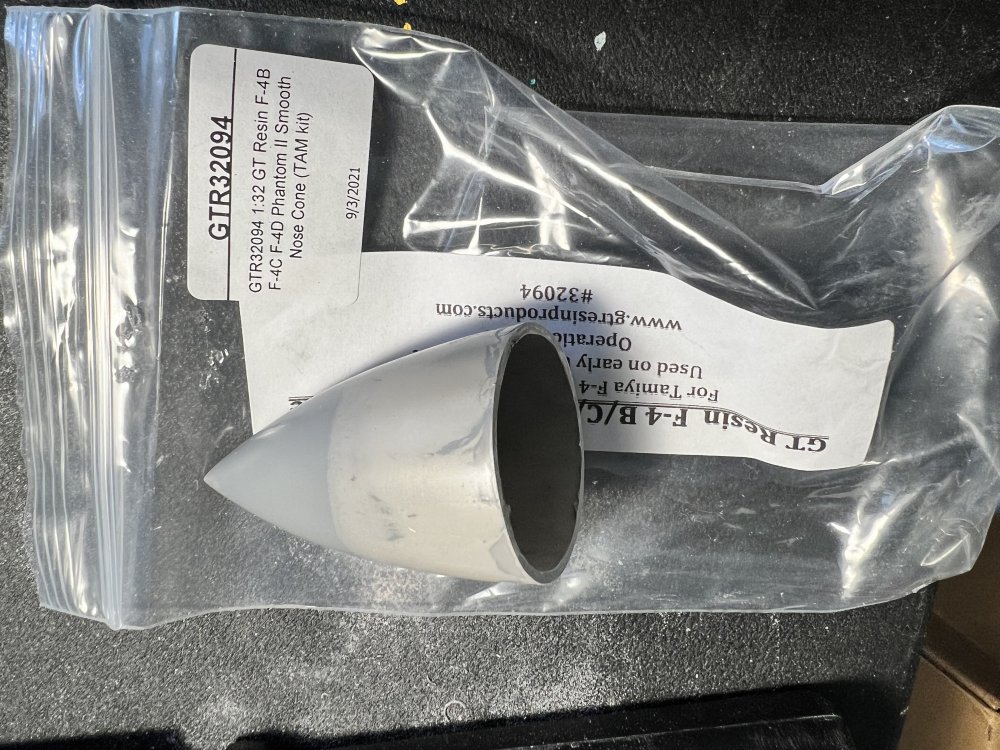 GTR32094
GTR32094 1:32 GT Resin F-4B
F-4C F-4D Phantom II Smooth
Nose Cone (TAM kit)
9/3/2021
GT Resin F-4 B/C/
For Tamiya F-4
Used on early
www.gtresinproducts.com
#32094